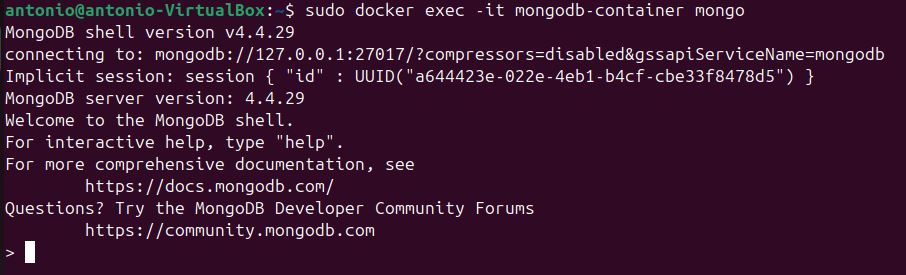 antonio@antonio-VirtualBox:~$ sudo docker exec -it mongodb-container mongo
MongoDB shell version v4.4.29
connecting to: mongodb://127.0.0.1:27017/?compressors=disabled&gssapiServiceName=mongodb
Implicit session: session { "id" : UUID("a644423e-022e-4eb1-b4cf-cbe33f8478d5") }
MongoDB server version: 4.4.29
Welcome to the MongoDB shell.
For interactive help, type "help".
For more comprehensive documentation, see
        https://docs.mongodb.com/
Questions? Try the MongoDB Developer Community Forums
        https://community.mongodb.com
>